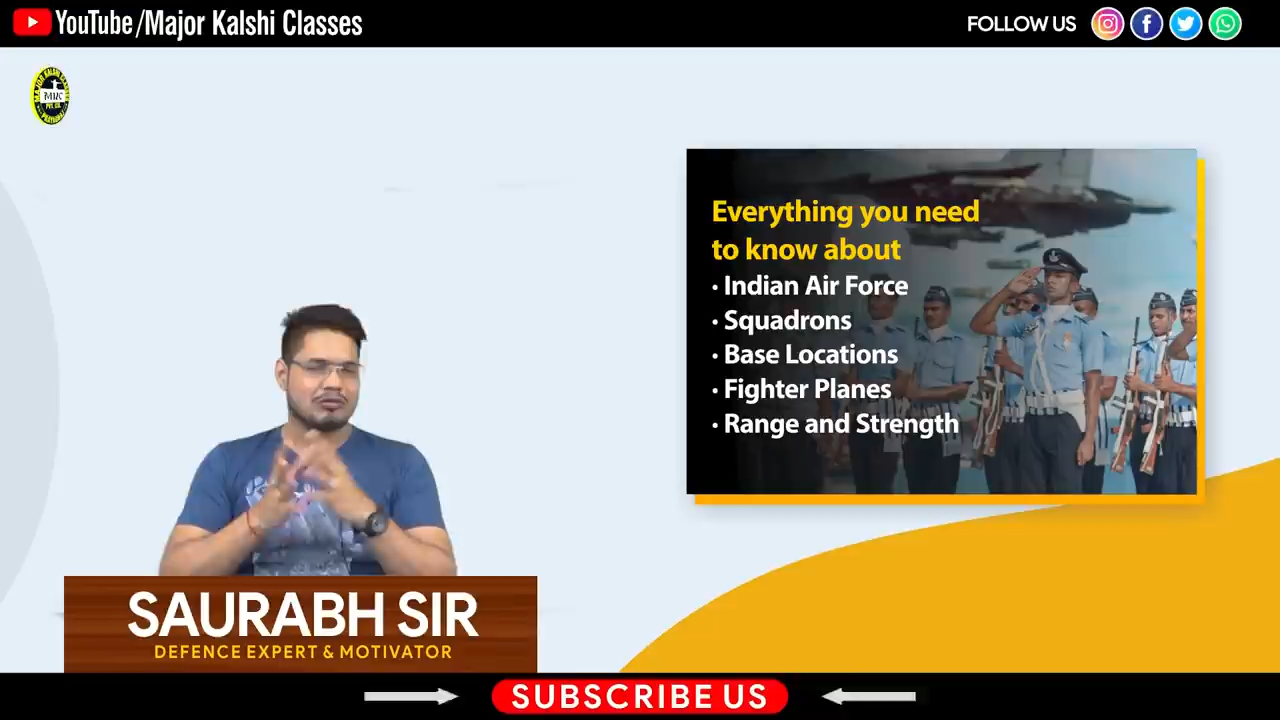 YouTube/Major Kalshi Classes
FOLLOW US
MKC
Everything you need
to know about
• Indian Air Force
• Squadrons
• Base Locations
• Fighter Planes
• Range and Strength
SAURABH SIR
DEFENCE EXPERT & MOTIVATOR
SUBSCRIBE US